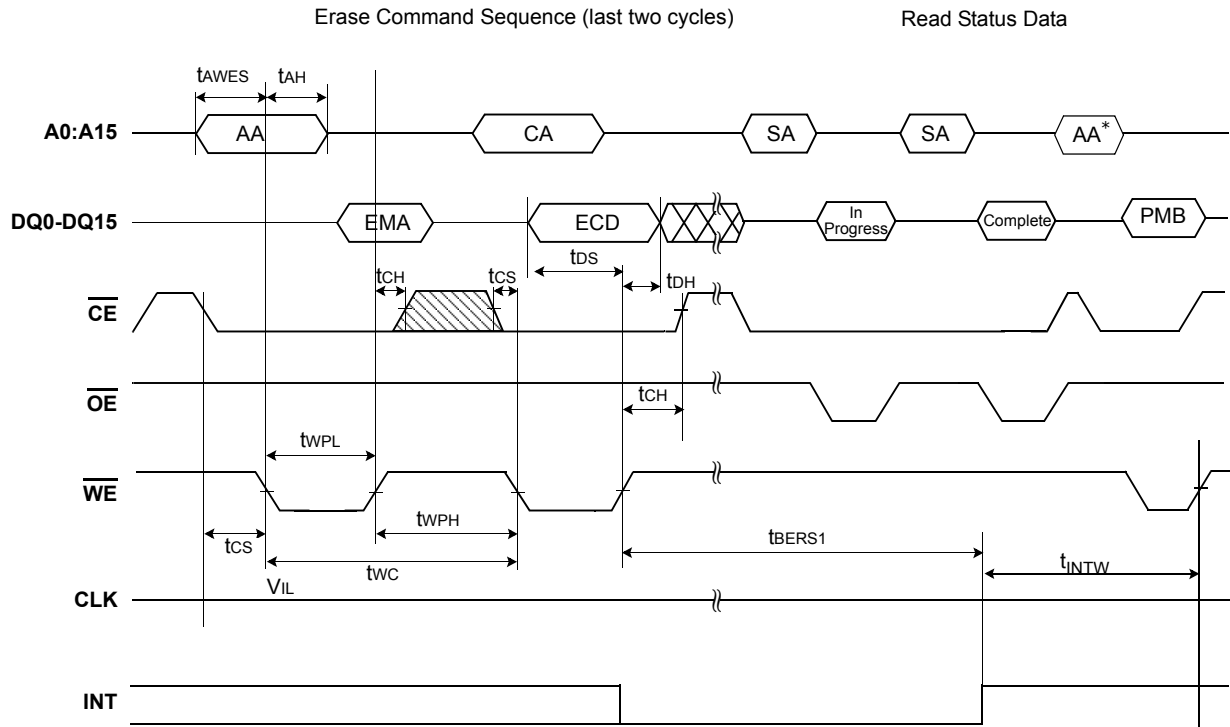 Erase Command Sequence (last two cycles)
Read Status Data
tAWES
tAH
A0:A15
AA
CA
SA
SA
AA*
DQ0-DQ15
EMA
ECD
In
Progress
Complete
PMB
tDS
tCH
tCS
tDH
CE
OE
tCH
tWPL
WE
tWPH
tBERS1
tCS
tWC
tINTW
VIL
CLK
INT